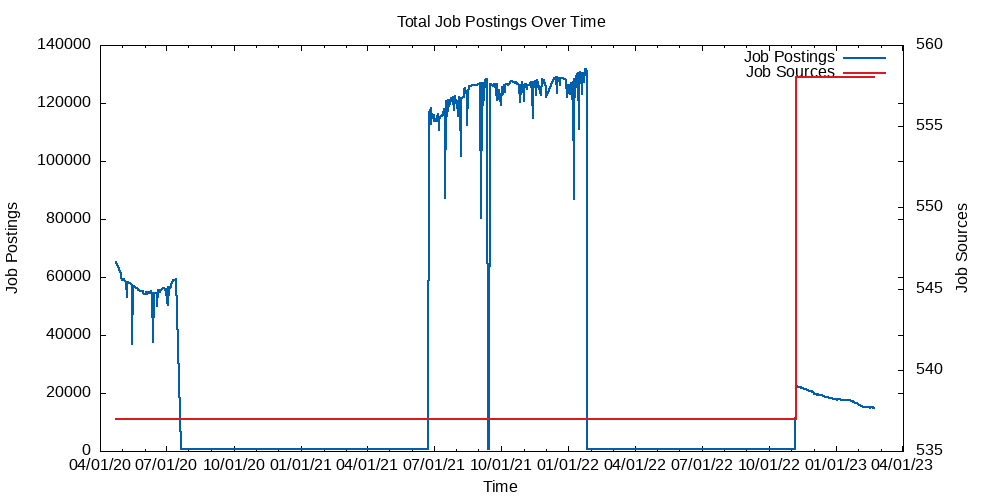 Total Job Postings Over Time
140000
120000
100000
80000
60000
40000
20000
0
Job Postings
560
555
550
545
540
535
Job Sources
Job Postings
Job Sources
04/01/20 07/01/20 10/01/20 01/01/21 04/01/21 07/01/21 10/01/21 01/01/22 04/01/22 07/01/22 10/01/22 01/01/23 04/01/23
Time